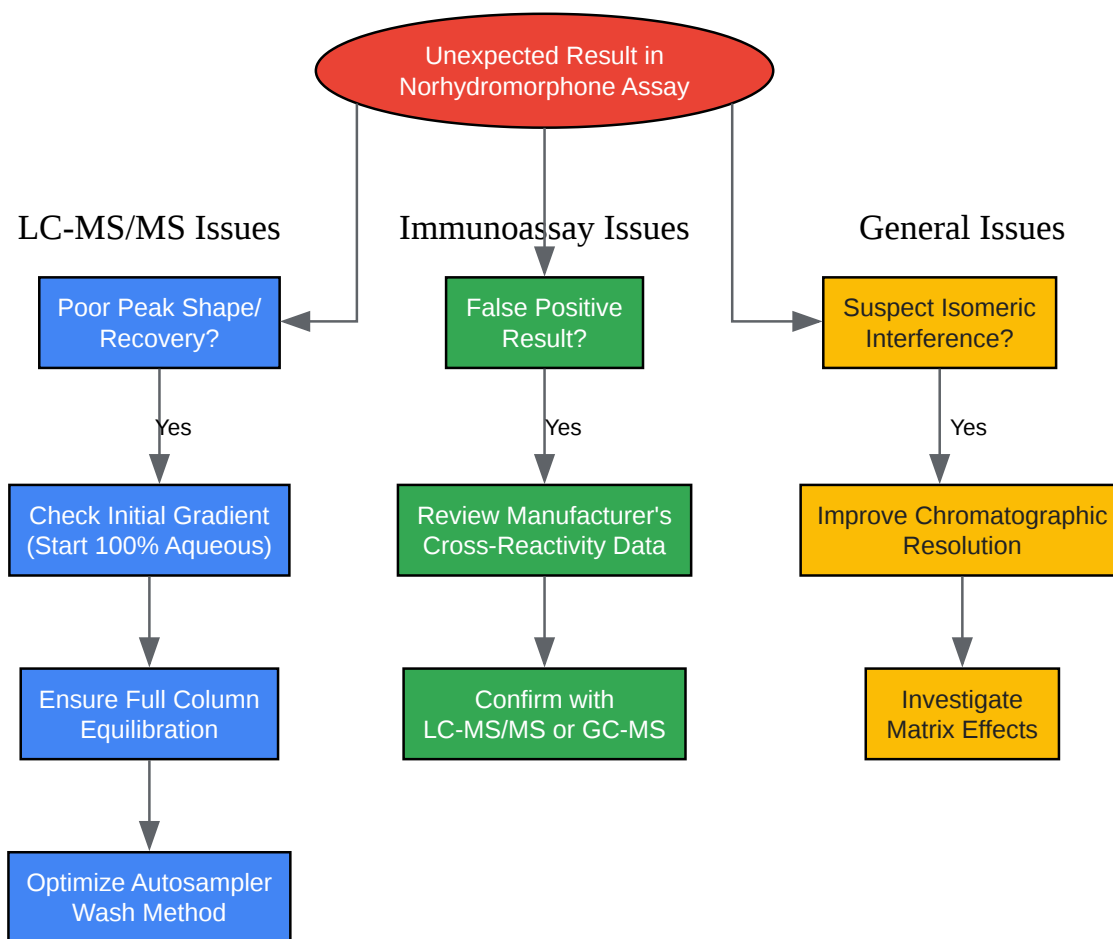 Unexpected Result in
Norhydromorphone Assay
LC-MS/MS Issues
Immunoassay Issues
General Issues
Poor Peak Shape/
Recovery?
False Positive
Result?
Suspect Isomeric
Interference?
Yes
Yes
Yes
Check Initial Gradient
(Start 100% Aqueous)
Review Manufacturer's
Cross-Reactivity Data
Improve Chromatographic
Resolution
Ensure Full Column
Equilibration
Confirm with
LC-MS/MS or GC-MS
Investigate
Matrix Effects
Optimize Autosampler
Wash Method